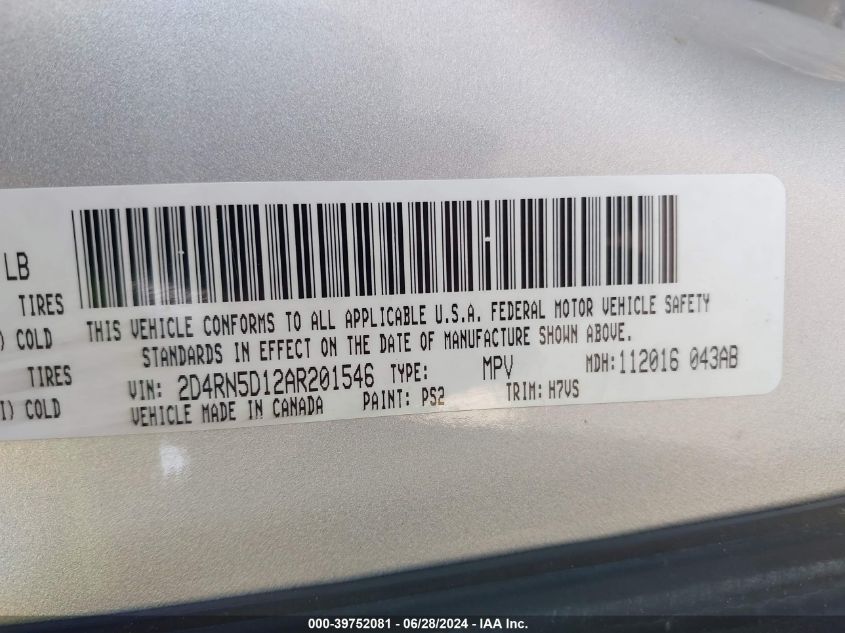 LB
TIRES
) COLD
THIS VEHICLE CONFORMS TO ALL APPLICABLE U.S.A. FEDERAL MOTOR VEHICLE SAFETY
STANDARDS IN EFFECT ON THE DATE OF MANUFACTURE SHOWN ABOVE.
TIRES
I) COLD
VIN: 2D4RN5D12AR201546 TYPE: MPV MDH: 112016 043AB
VEHICLE MADE IN CANADA PAINT: PS2 TRIM: H7VS
000-39752081 - 06/28/2024 - IAA Inc.